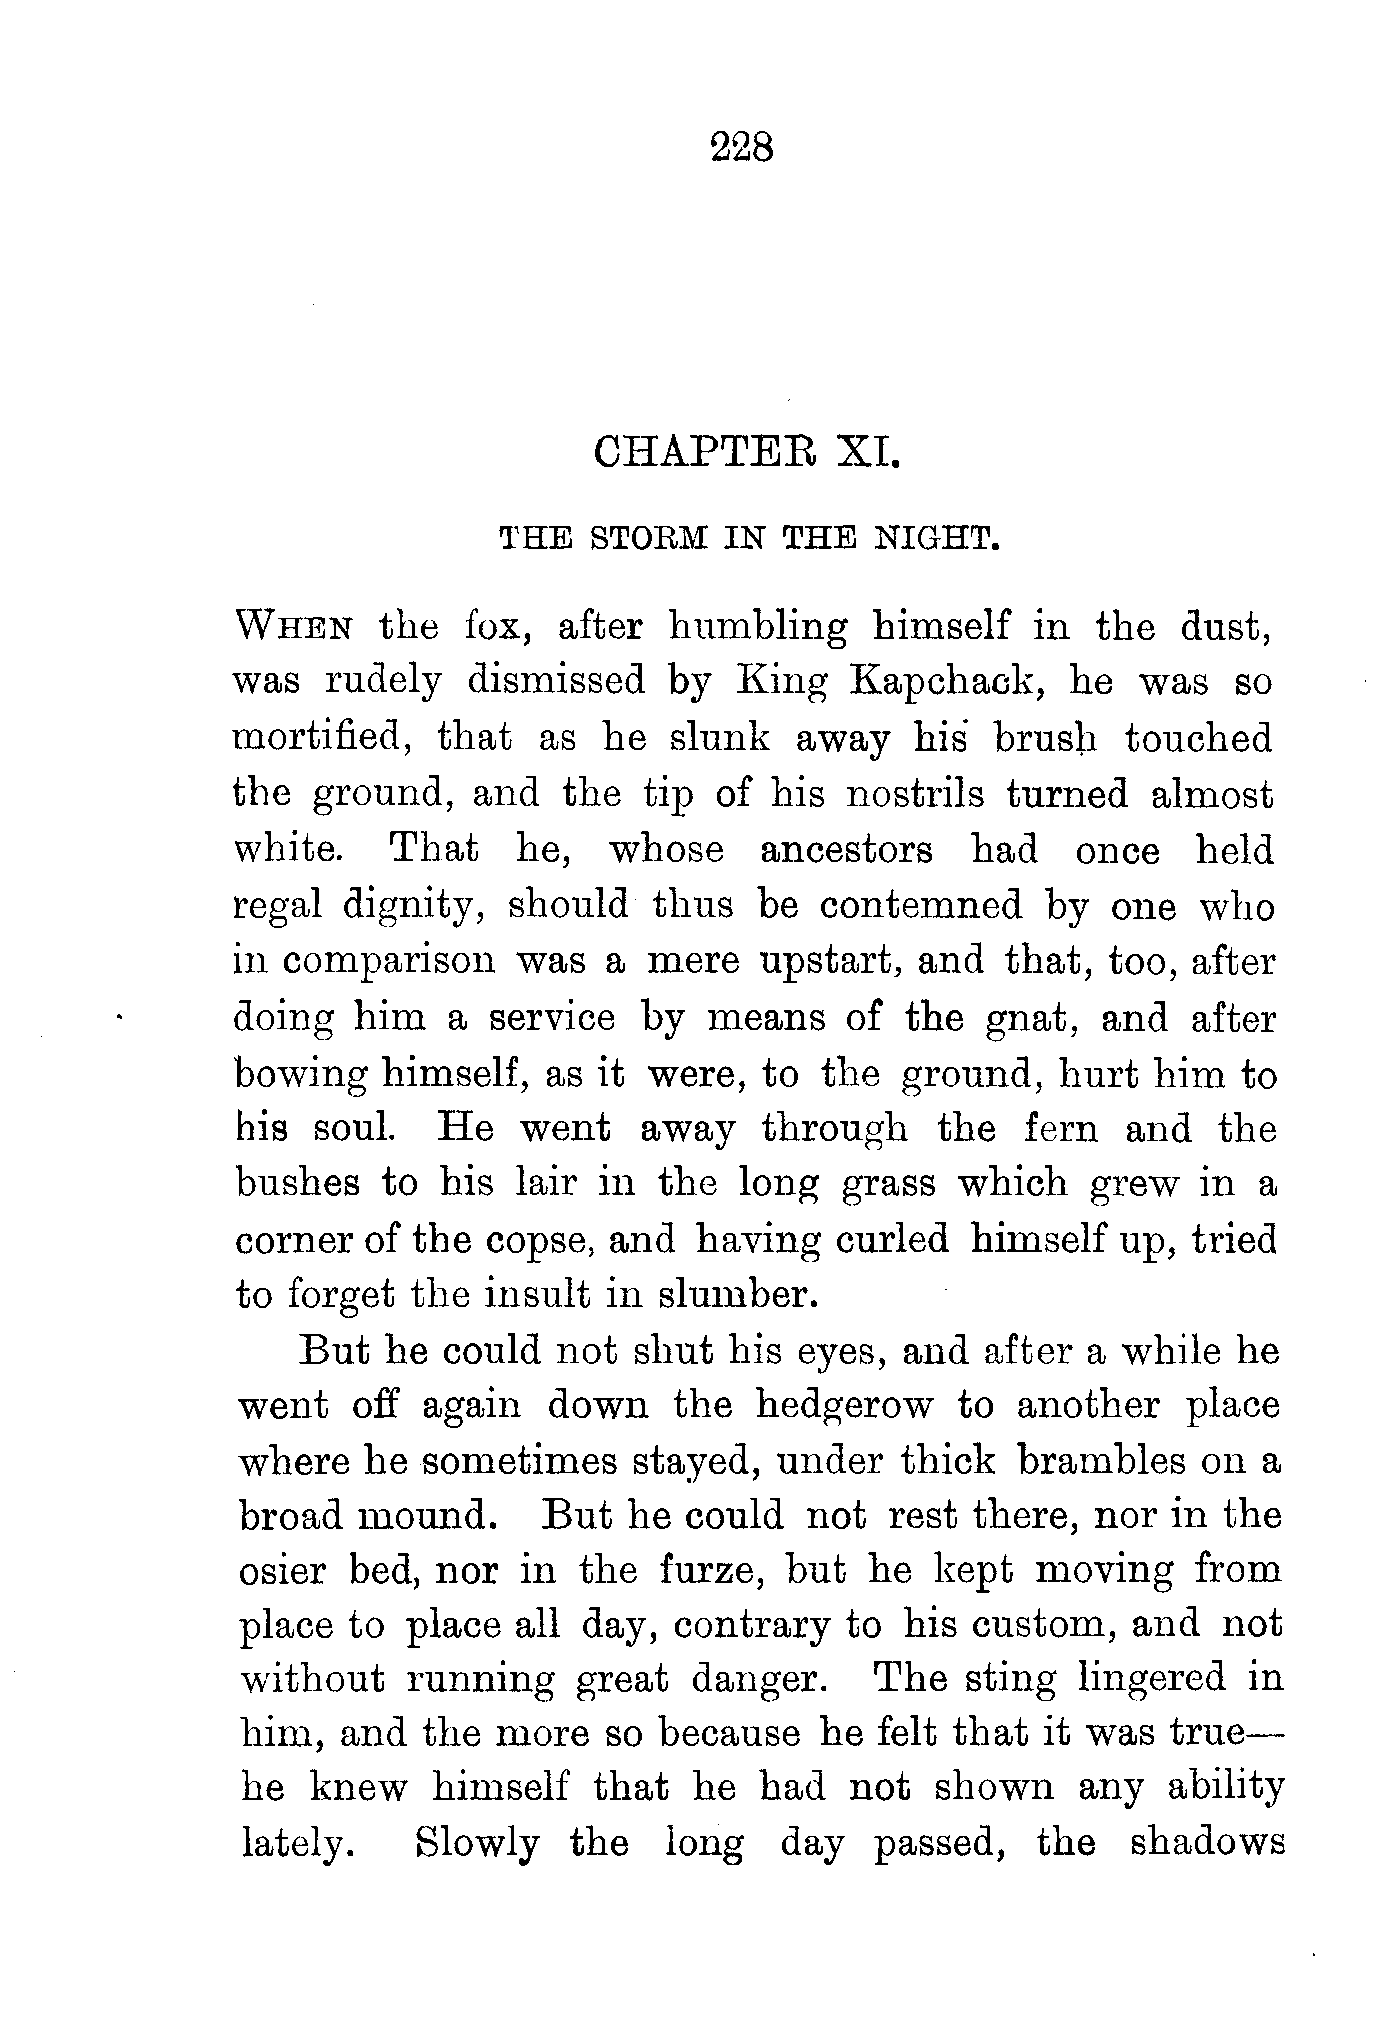 228
CHAPTER XI.
THE STORM IN THE NIGHT.
WHEN the fox, after humbling himself in the dust,
was rudely dismissed by King Kapchack, he was so
mortified, that as he slunk away his brush touched
the ground, and the tip of his nostrils turned almost
white. That he, whose ancestors had once held
regal dignity, should thus be contemned by one who
in comparison was a mere upstart, and that, too, after
doing him a service by means of the gnat, and after
bowing himself, as it were, to the ground, hurt him to
his soul. He went away through the fern and the
bushes to his lair in the long grass which grew in a
corner of the copse, and having curled himself up, tried
to forget the insult in slumber.
But he could not shut his eyes, and after a while he
went off again down the hedgerow to another place
where he sometimes stayed, under thick brambles on a
broad mound. But he could not rest there, nor in the
osier bed, nor in the furze, but he kept moving from
place to place all day, contrary to his custom, and not
without running great danger. The sting lingered in
him, and the more so because he felt that it was true—
he knew himself that he had not shown any ability
lately. Slowly the long day passed, the shadows